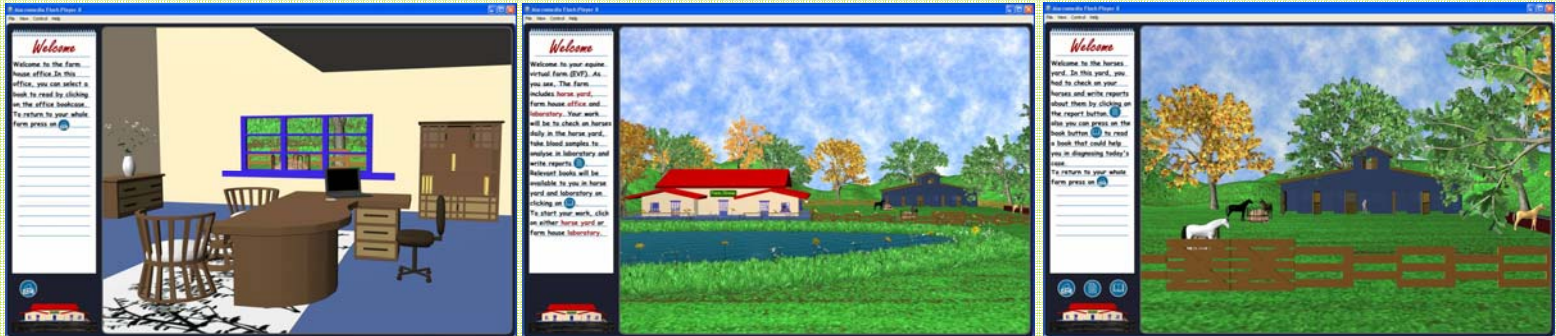 Macromedia Flash Player 8
File View Control Help
Welcome
Welcome to the farm
house office.In this
office, you can select a
book to read by clicking
on the office bookcase.
To return to your whole
farm press on
Macromedia Flash Player 8
File View Control Help
Welcome
Welcome to your equine
virtual farm (EVF). As
you see, The farm
includes horse yard,
farm house office and
laboratory. Your work
will be to check on horses
daily in the horse yard,
take blood samples to
analyse in laboratory and
write reports
Relevant books will be
available to you in horse
yard and laboratory on
clicking on
To start your work, click
on either horse yard or
farm house laboratory.
Macromedia Flash Player 8
File View Control Help
Welcome
Welcome to the horses
yard. In this yard, you
had to check on your
horses and write reports
about them by clicking on
the report button.
also you can press on the
book button to read
a book that could help
you in diagnosing today's
case.
To return to your whole
farm press on